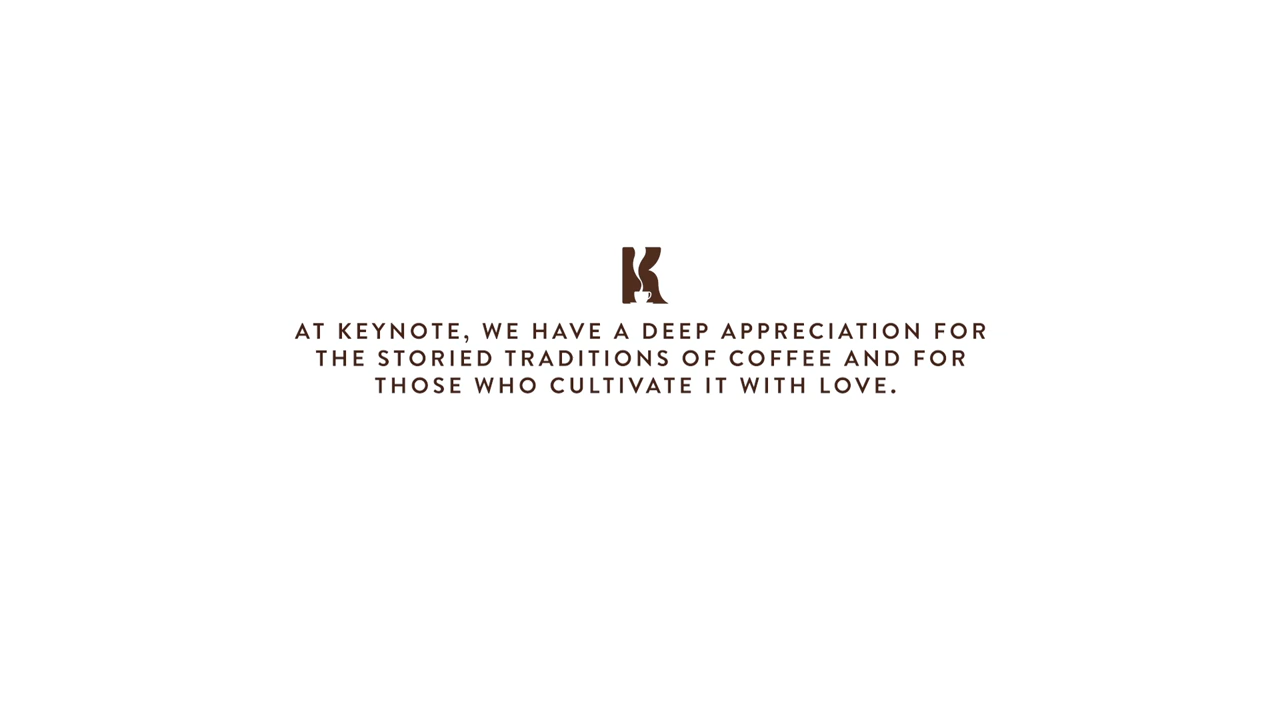 K
AT KEYNOTE, WE HAVE A DEEP APPRECIATION FOR
THE STORIED TRADITIONS OF COFFEE AND FOR
THOSE WHO CULTIVATE IT WITH LOVE.